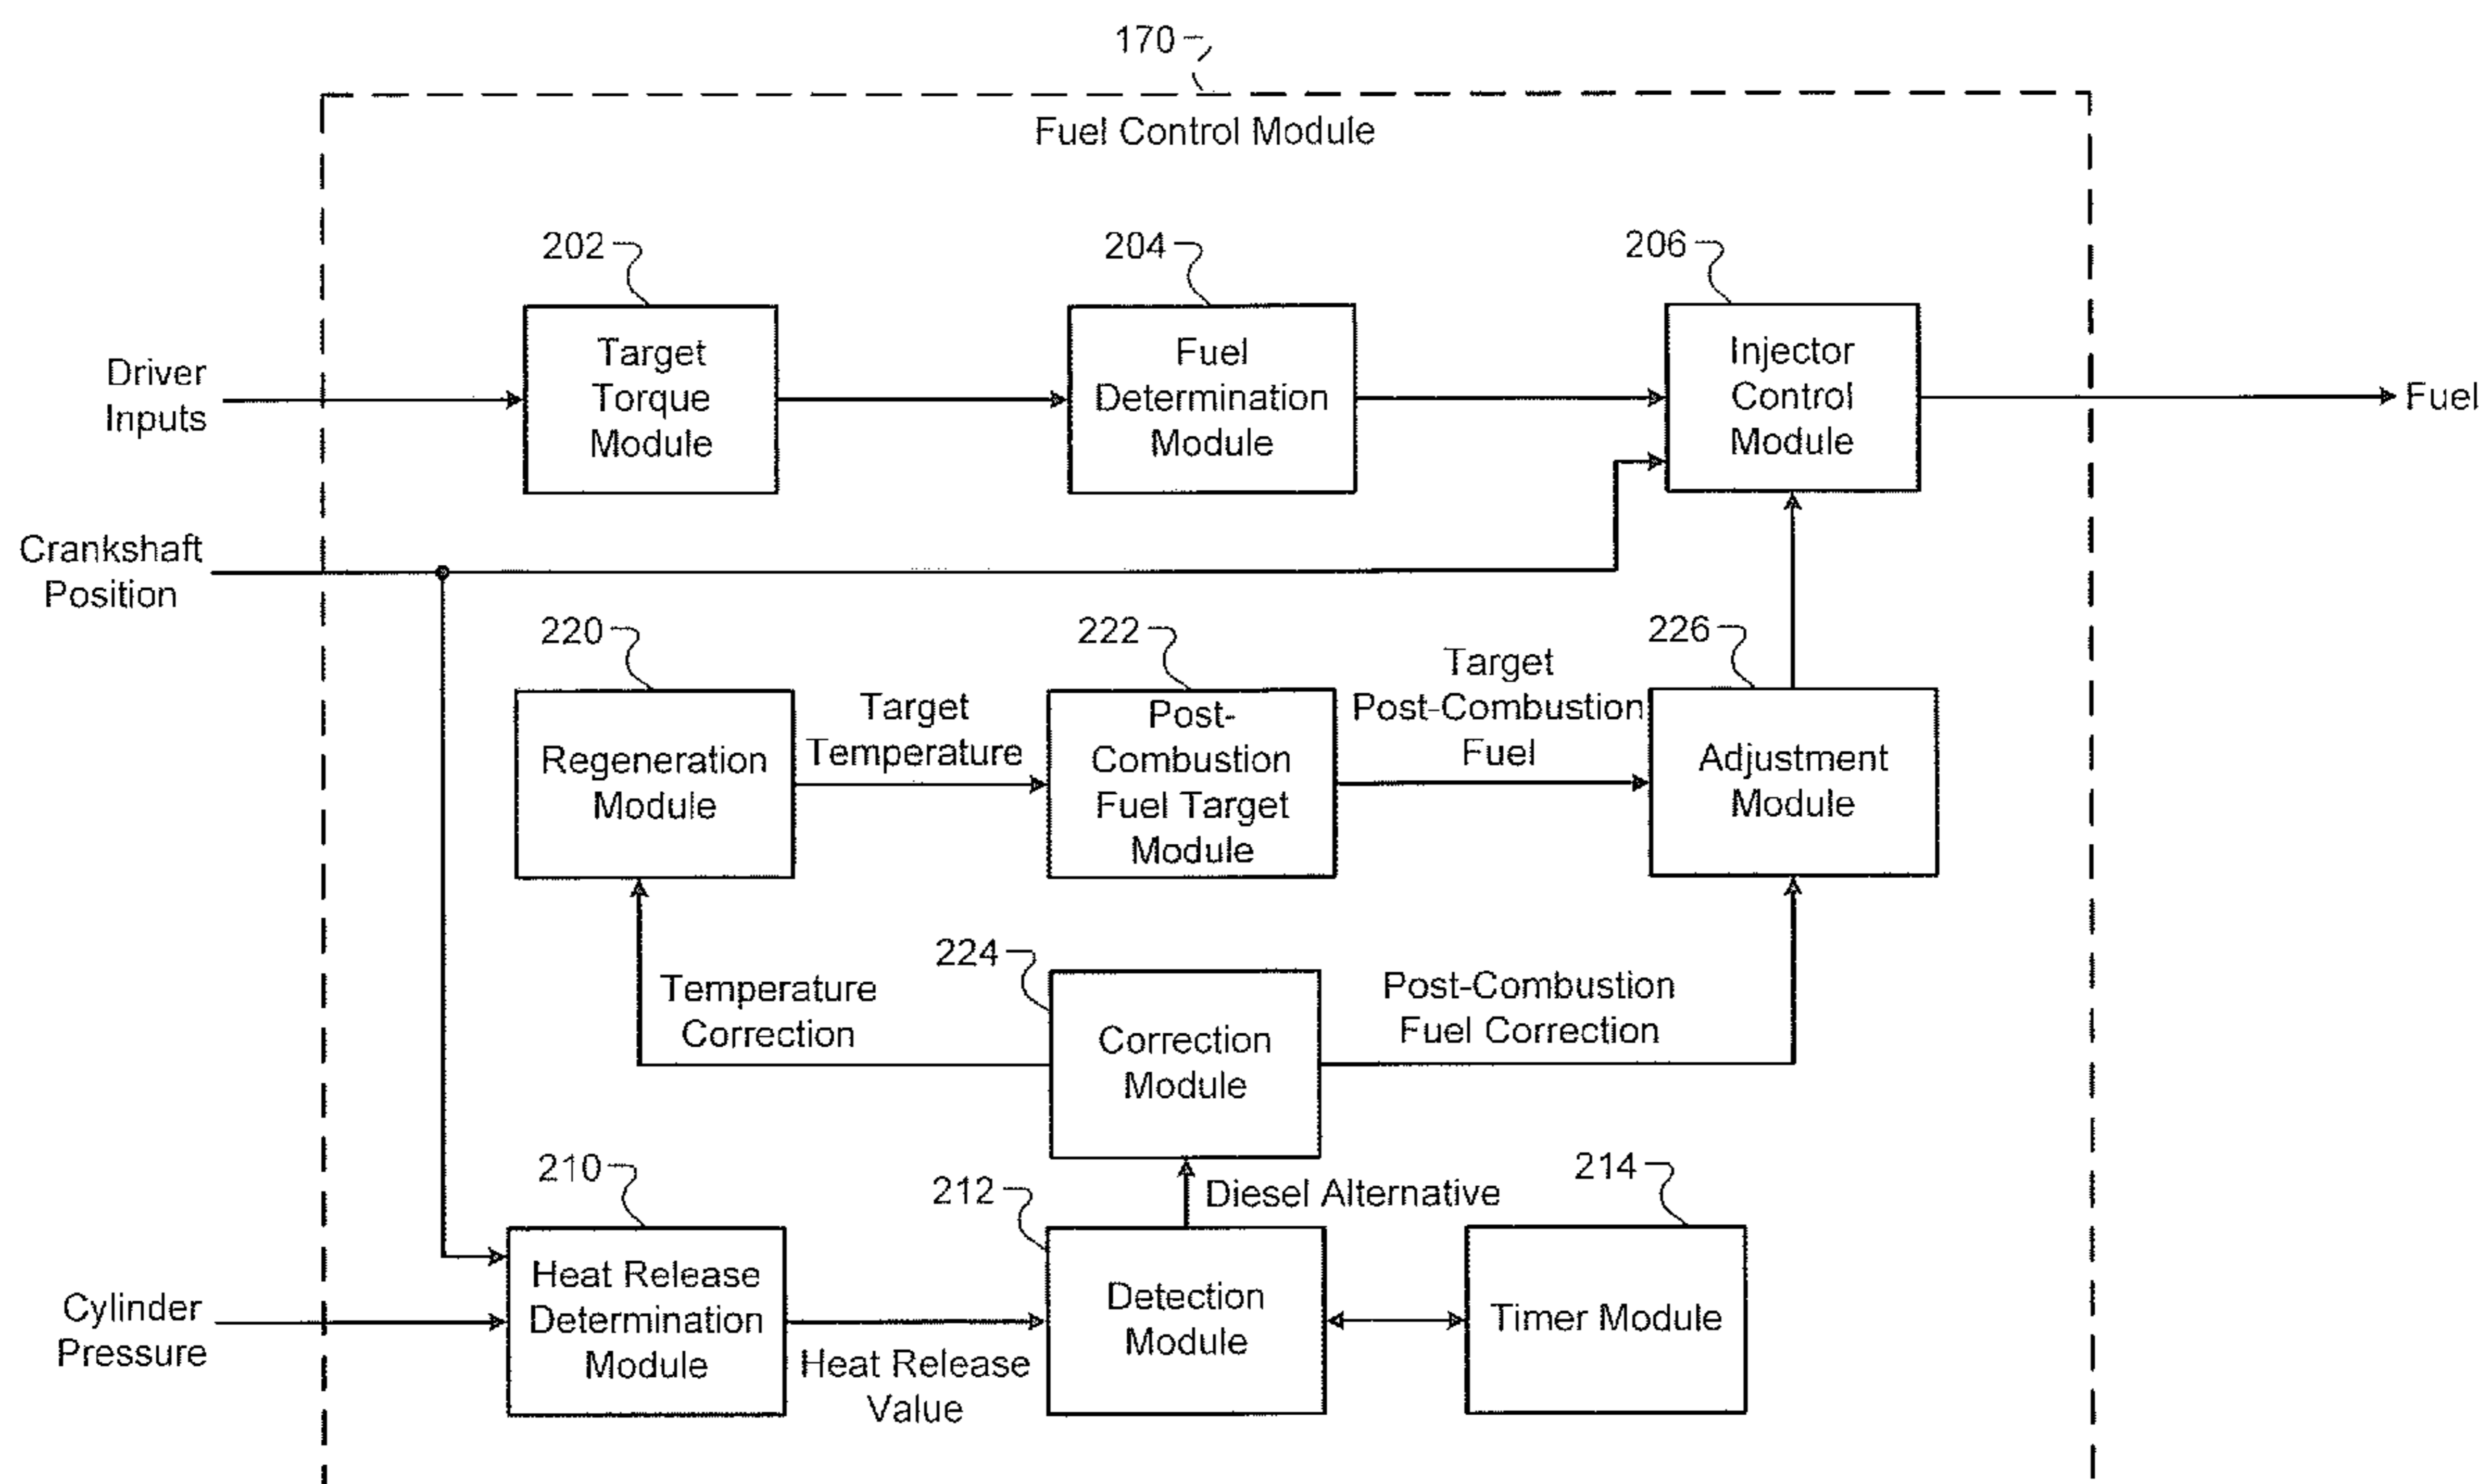 170
Fuel Control Module
202
204
206
Driver
Inputs
Target
Torque
Module
Fuel
Determination
Module
Injector
Control
Module
Fuel
Crankshaft
Position
220
222
226
Regeneration
Module
Target
Temperature
Post-
Combustion
Fuel Target
Module
Target
Post-Combustion
Fuel
Adjustment
Module
224
Temperature
Correction
Correction
Module
Post-Combustion
Fuel Correction
210
212
Diesel Alternative
214
Cylinder
Pressure
Heat Release
Determination
Module
Heat Release
Value
Detection
Module
Timer Module